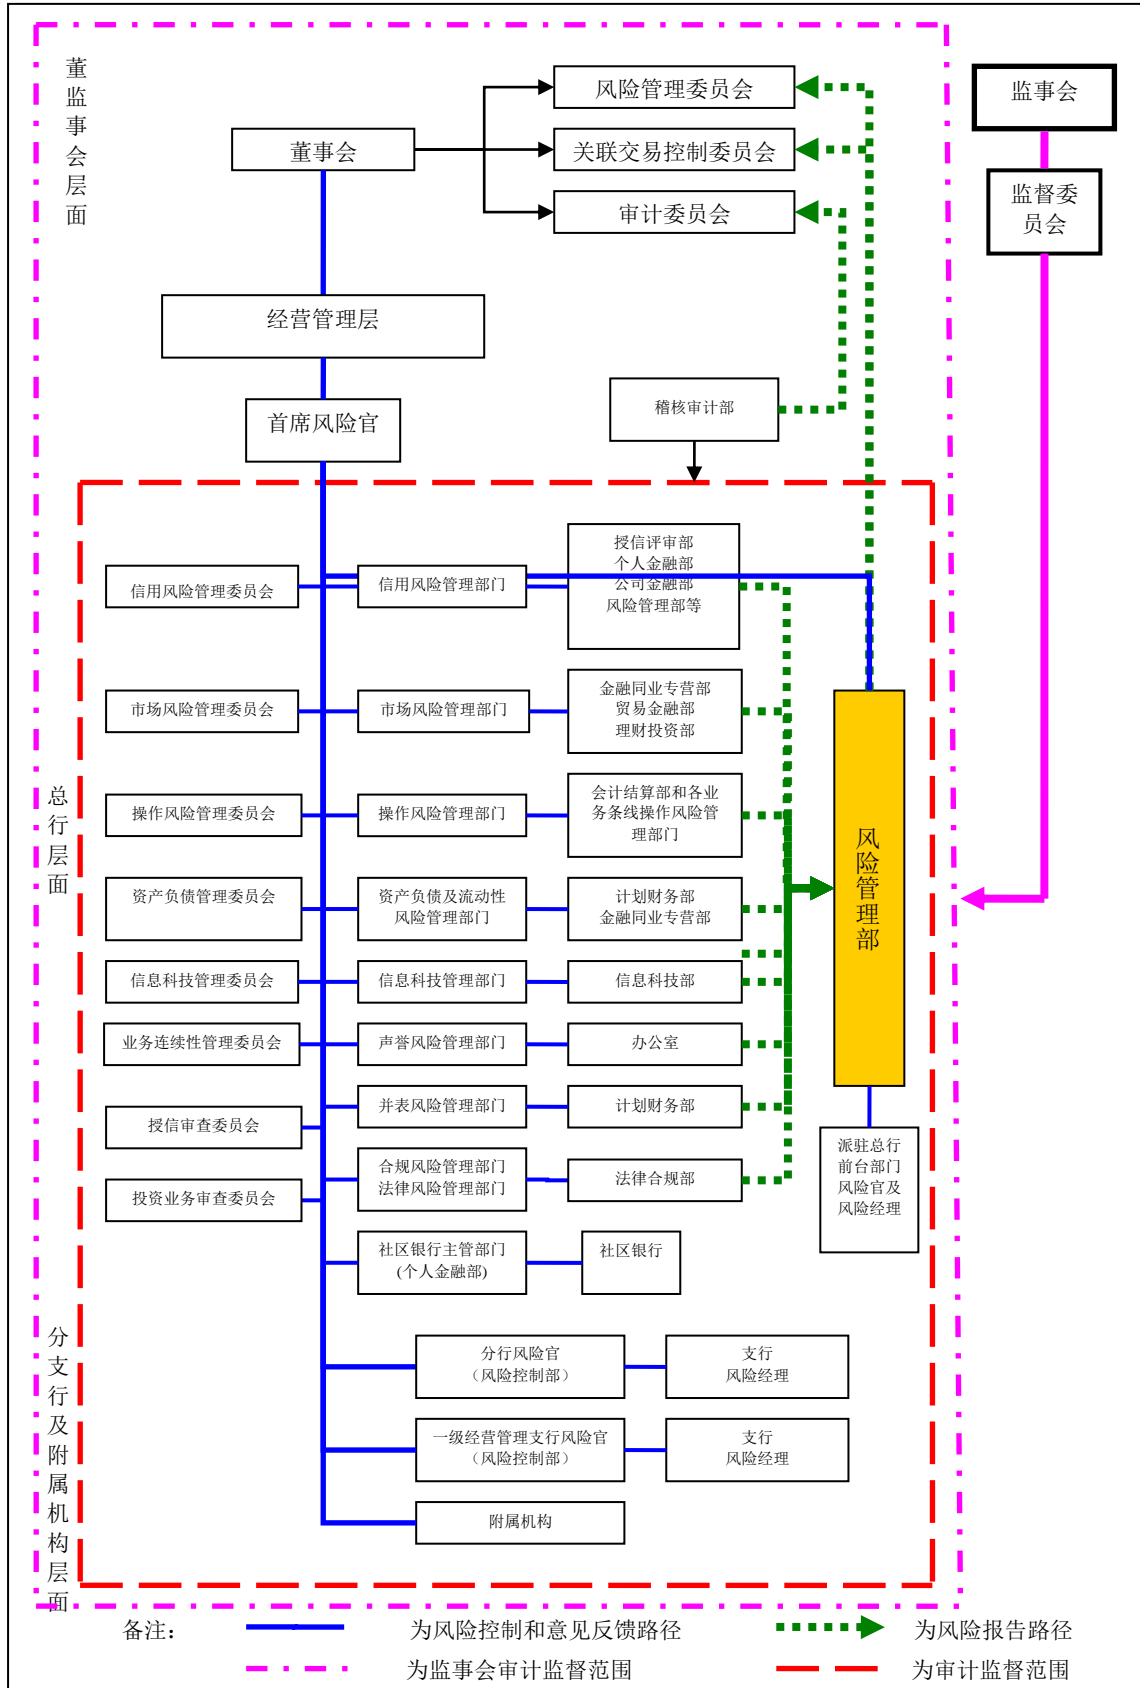 董监事会层面
风险管理委员会
监事会
董事会
关联交易控制委员会
审计委员会
监督委
员会
经营管理层
首席风险官
稽核审计部
总行层面
信用风险管理委员会
信用风险管理部门
授信评审部
个人金融部
公司金融部
风险管理部等
市场风险管理委员会
市场风险管理部门
金融同业专营部
贸易金融部
理财投资部
操作风险管理委员会
操作风险管理部门
会计结算部和各业
务条线操作风险管
理部门
风险管理部
资产负债管理委员会
资产负债及流动性
风险管理部门
计划财务部
金融同业专营部
信息科技管理委员会
信息科技管理部门
信息科技部
业务连续性管理委员会
声誉风险管理部门
办公室
并表风险管理部门
计划财务部
授信审查委员会
派驻总行
前台部门
风险官及
风险经理
合规风险管理部门
法律风险管理部门
法律合规部
投资业务审查委员会
社区银行主管部门
(个人金融部)
社区银行
分支行及附属机构层面
分行风险官
（风险控制部）
支行
风险经理
一级经营管理支行风险官
（风险控制部）
支行
风险经理
附属机构
备注：
为风险控制和意见反馈路径
为风险报告路径
为监事会审计监督范围
为审计监督范围